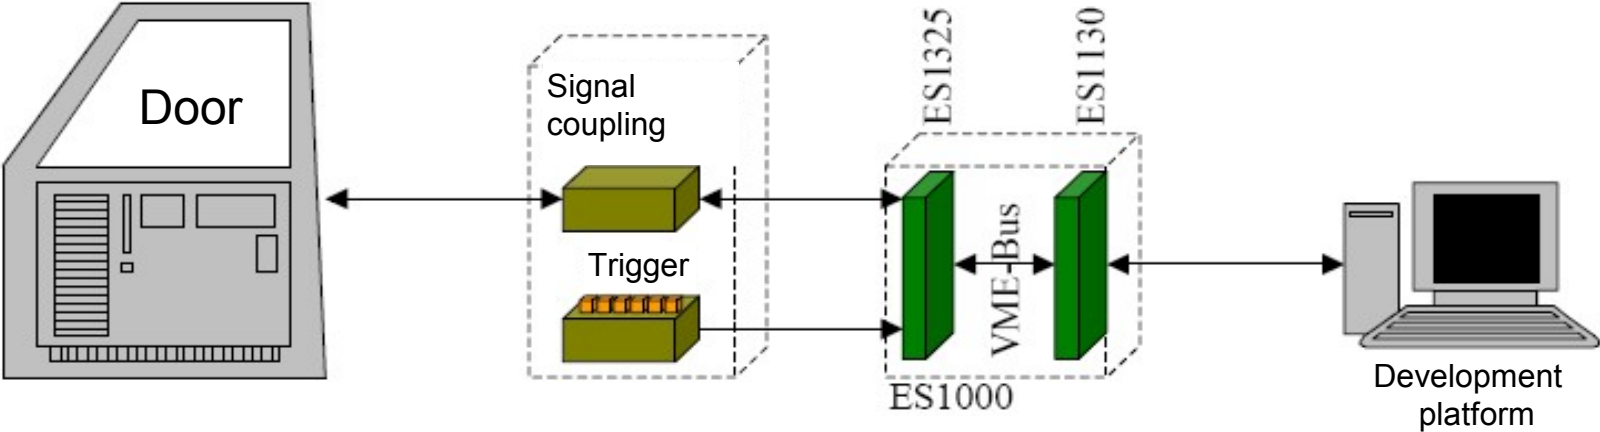 Door
Signal
coupling
Trigger
ES1325
ES1130
VME-Bus
ES1000
Development
platform